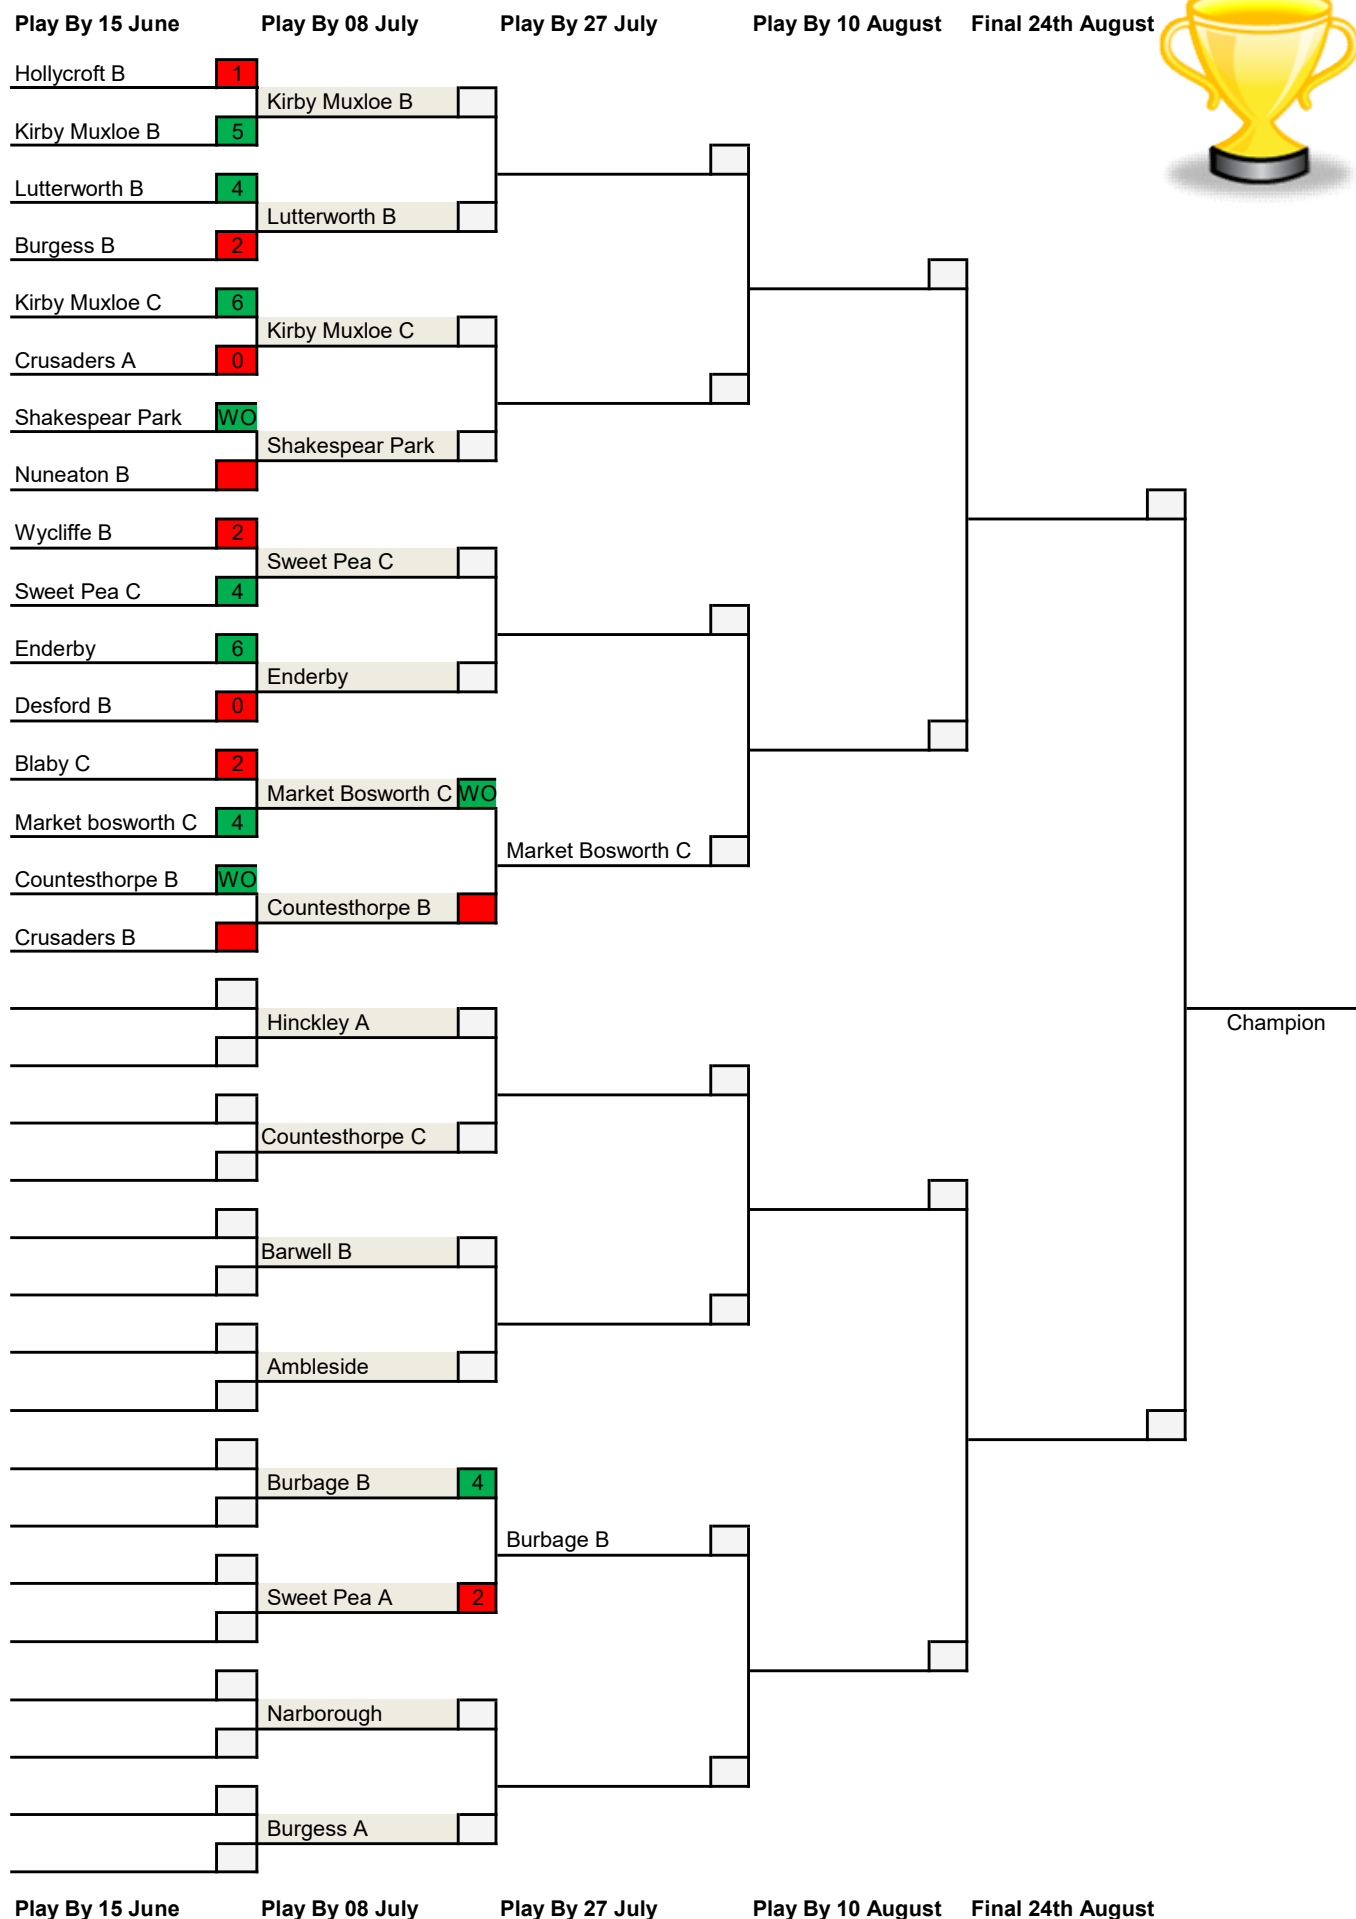 Play By 15 June Play By 08 July Play By 27 July Play By 10 August Final 24th August
Hollycroft B 1
Kirby Muxloe B
Kirby Muxloe B 5
Lutterworth B 4
Lutterworth B
Burgess B 2
Kirby Muxloe C 6
Kirby Muxloe C
Crusaders A 0
Shakespear Park WO
Shakespear Park
Nuneaton B
Wycliffe B 2
Sweet Pea C
Sweet Pea C 4
Enderby 6
Enderby
Desford B 0
Blaby C 2
Market Bosworth C WO
Market bosworth C 4
Market Bosworth C
Countesthorpe B WO
Countesthorpe B
Crusaders B
Hinckley A
Champion
Countesthorpe C
Barwell B
Ambleside
Burbage B 4
Burbage B
Sweet Pea A 2
Narborough
Burgess A
Play By 15 June Play By 08 July Play By 27 July Play By 10 August Final 24th August